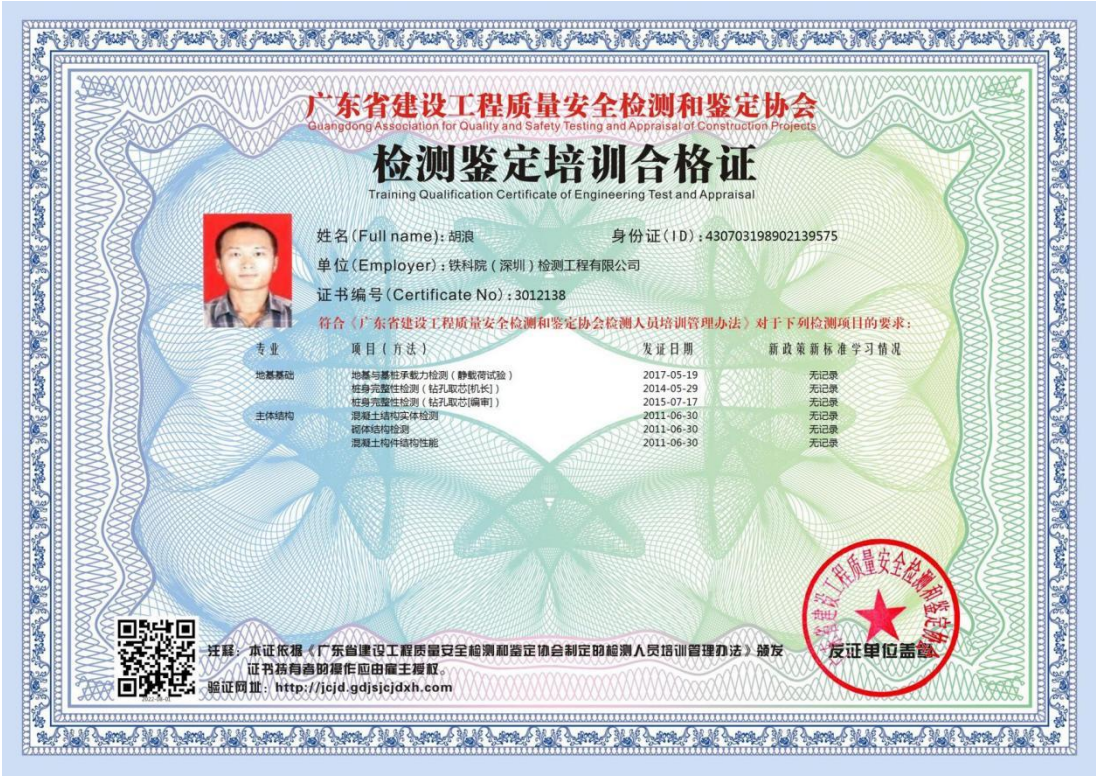 广东省建设工程质量安全检测和鉴定协会
Guangdong Association for Quality and Safety Testing and Appraisal of Construction Projects
检测鉴定培训合格证
Training Qualification Certificate of Engineering Test and Appraisal
姓名(Full name):胡浪 身份证(ID):430703198902139575
单位(Employer):铁科院(深圳)检测工程有限公司
证书编号(Certificate No):3012138
符合《广东省建设工程质量安全检测和鉴定协会检测人员培训管理办法》对于下列检测项目的要求:
专业 项目(方法) 发证日期 新政策新标准学习情况
地基基础 地基与基桩承载力检测(静载荷试验) 2017-05-19 无记录
桩身完整性检测(钻孔取芯[机长]) 2014-05-29 无记录
桩身完整性检测(钻孔取芯[编审]) 2015-07-17 无记录
主体结构 混凝土结构实体检测 2011-06-30 无记录
砌体结构检测 2011-06-30 无记录
混凝土构件结构性能 2011-06-30 无记录
注释:本证依据《广东省建设工程质量安全检测和鉴定协会制定的检测人员培训管理办法》颁发
证书持有者的操作应由雇主授权。
验证网址:http://jcjd.gdjsjcjdxh.com
广东省建设工程质量安全检测和鉴定协会
发证单位盖章